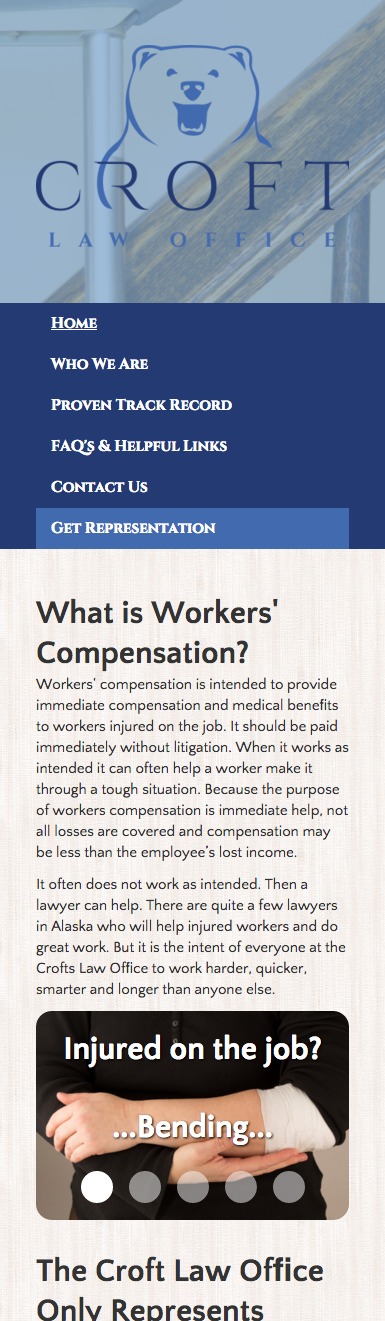 CROFT
LAW OFFICE
Home
Who We Are
Proven Track Record
FAQ's & Helpful Links
Contact Us
Get Representation
What is Workers'
Compensation?
Workers' compensation is intended to provide
immediate compensation and medical benefits
to workers injured on the job. It should be paid
immediately without litigation. When it works as
intended it can often help a worker make it
through a tough situation. Because the purpose
of workers compensation is immediate help, not
all losses are covered and compensation may
be less than the employee's lost income.
It often does not work as intended. Then a
lawyer can help. There are quite a few lawyers
in Alaska who will help injured workers and do
great work. But it is the intent of everyone at the
Crofts Law Office to work harder, quicker,
smarter and longer than anyone else.
Injured on the job?
...Bending...
The Croft Law Office
Only Represents